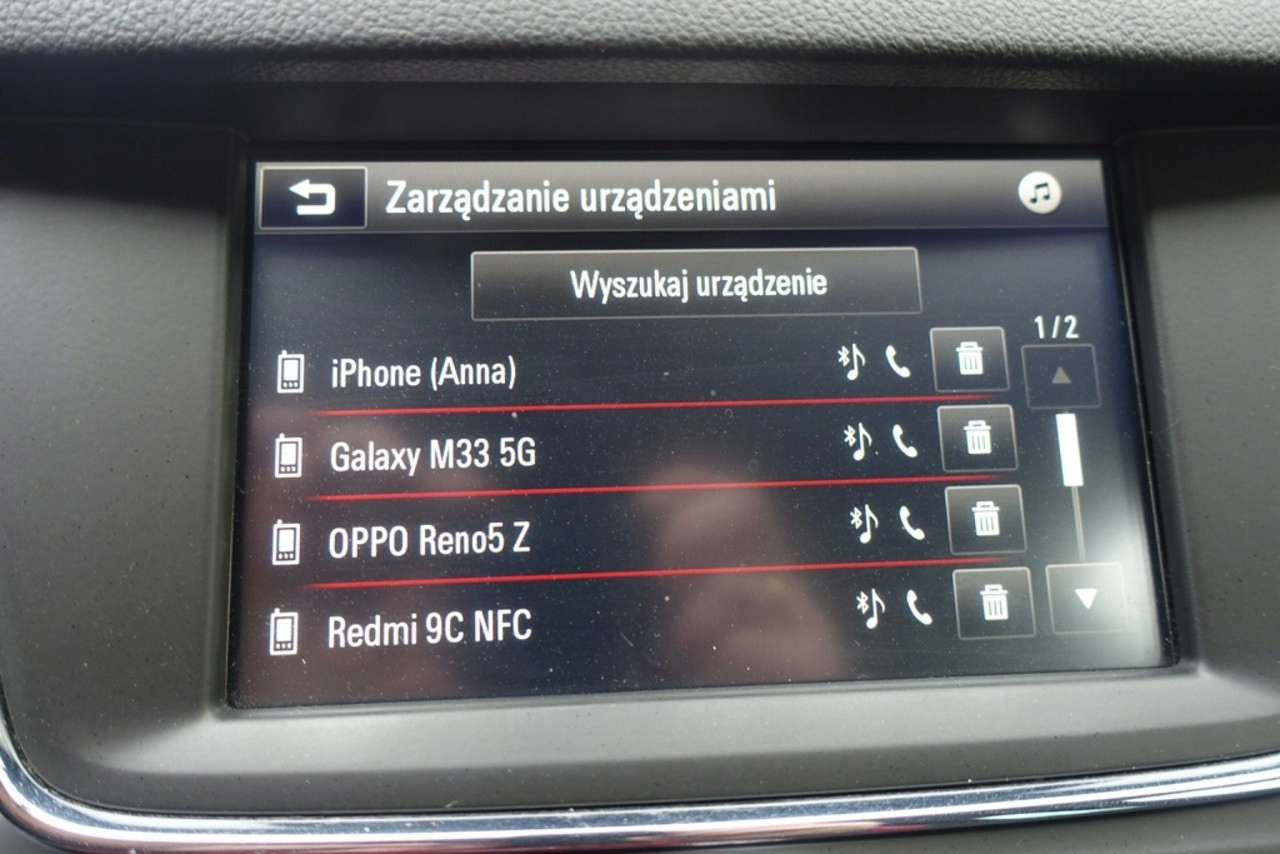 Zarządzanie urządzeniami
Wyszukaj urządzenie
1/2
iPhone (Anna)
Galaxy M33 5G
OPPO Reno5 Z
Redmi 9C NFC